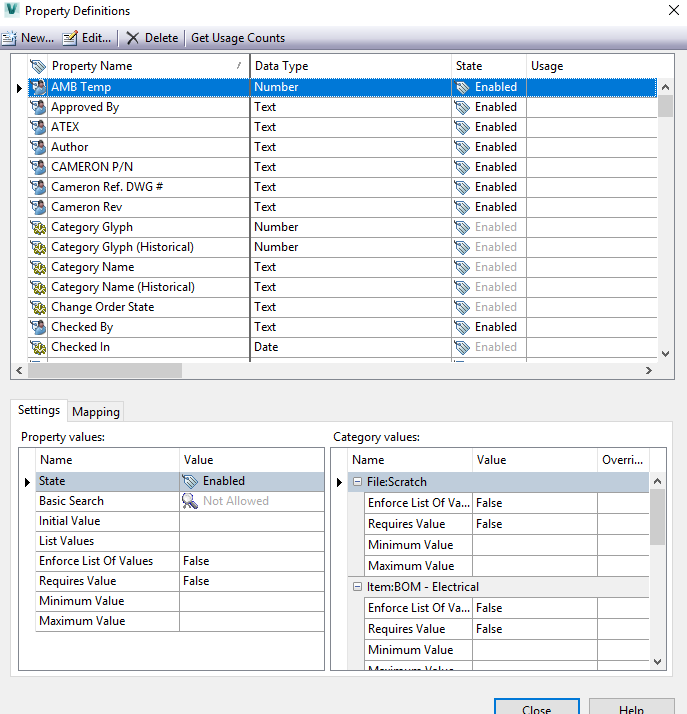 Property Definitions
New... Edit... Delete Get Usage Counts
Property Name / Data Type State Usage
AMB Temp Number Enabled
Approved By Text Enabled
ATEX Text Enabled
Author Text Enabled
CAMERON P/N Text Enabled
Cameron Ref. DWG # Text Enabled
Cameron Rev Text Enabled
Category Glyph Number Enabled
Category Glyph (Historical) Number Enabled
Category Name Text Enabled
Category Name (Historical) Text Enabled
Change Order State Text Enabled
Checked By Text Enabled
Checked In Date Enabled
Settings Mapping
Property values: Category values:
Name Value Name Value Overri...
State Enabled File:Scratch
Basic Search Not Allowed Enforce List Of Va... False
Initial Value Requires Value False
List Values Minimum Value
Enforce List Of Values False Maximum Value
Requires Value False Item:BOM - Electrical
Minimum Value Enforce List Of Va... False
Maximum Value Requires Value False
Minimum Value
Maximum Value
Close Help